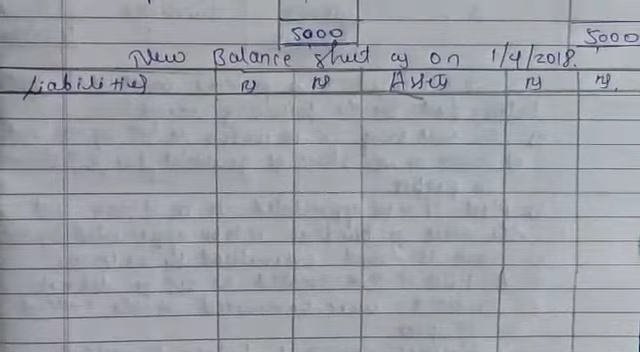 5000 5000
New Balance Sheet as on 1/4/2018.
Liabilities Rs Rs Assets Rs Rs.